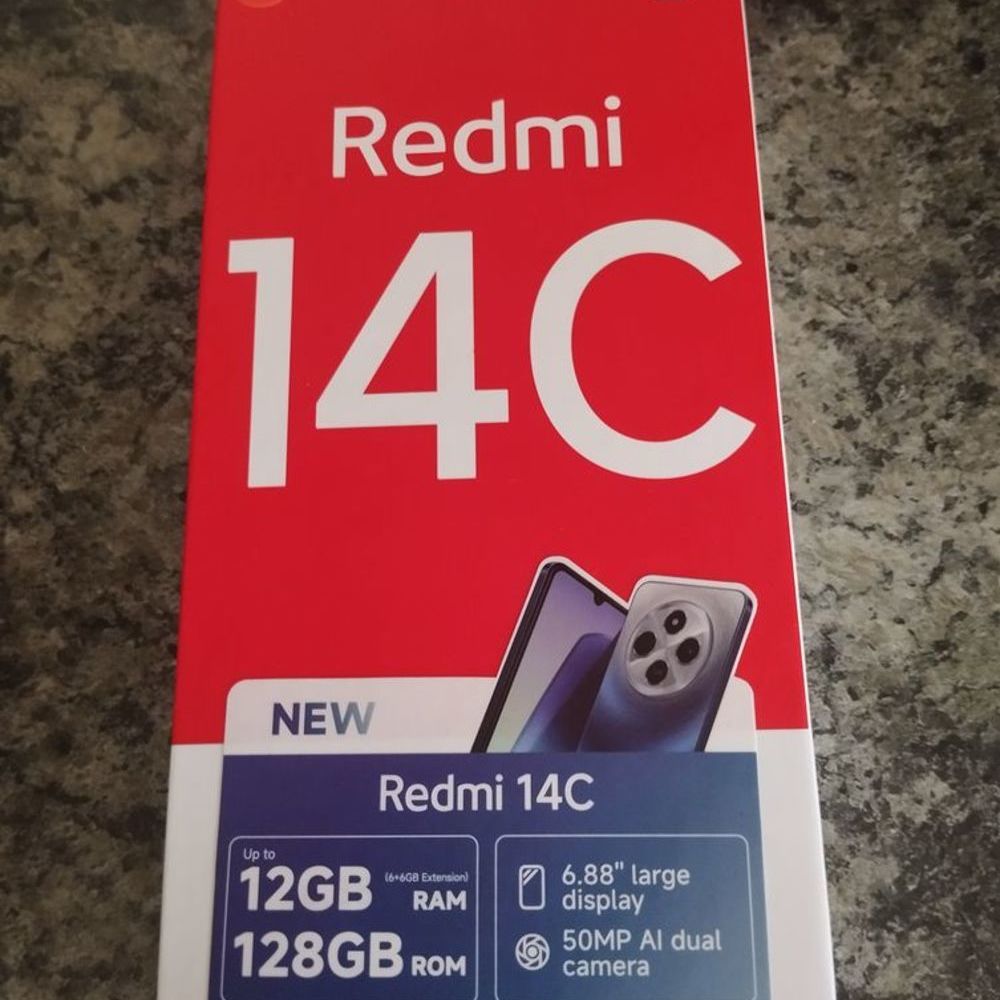 Redmi
14C
NEW
Redmi 14C
Up to
12GB (6+6GB Extension) RAM
128GB ROM
6.88" large
display
50MP AI dual
camera